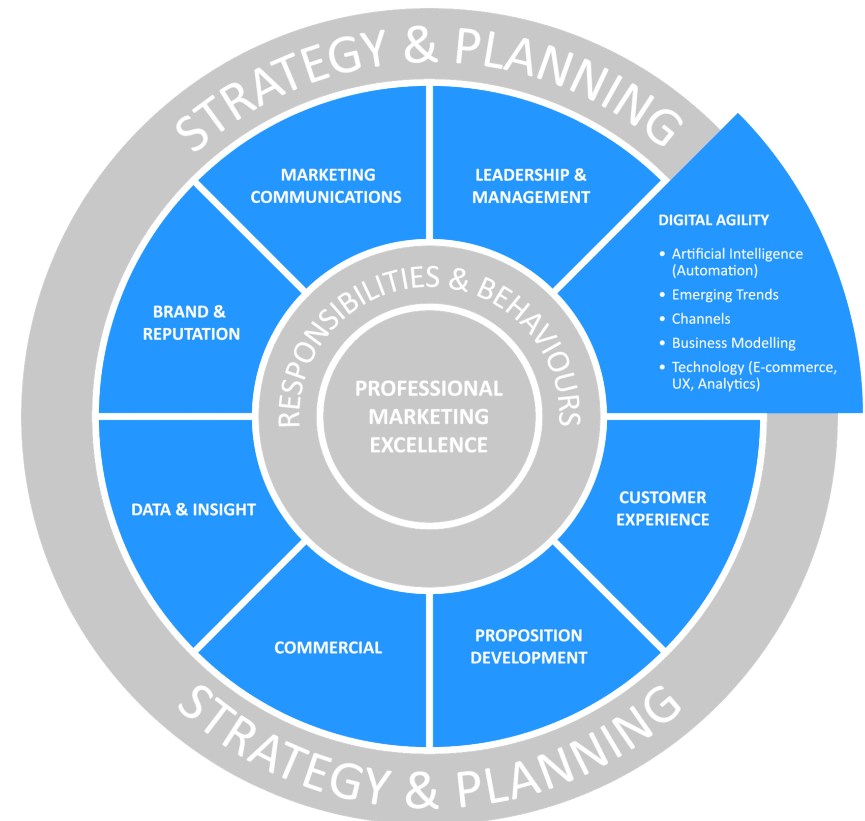 STRATEGY & PLANNING
MARKETING
COMMUNICATIONS
LEADERSHIP &
MANAGEMENT
DIGITAL AGILITY
• Artificial Intelligence
(Automation)
• Emerging Trends
• Channels
• Business Modelling
• Technology (E-commerce,
UX, Analytics)
BRAND &
REPUTATION
RESPONSIBILITIES & BEHAVIOURS
PROFESSIONAL
MARKETING
EXCELLENCE
DATA & INSIGHT
CUSTOMER
EXPERIENCE
COMMERCIAL
PROPOSITION
DEVELOPMENT
STRATEGY & PLANNING